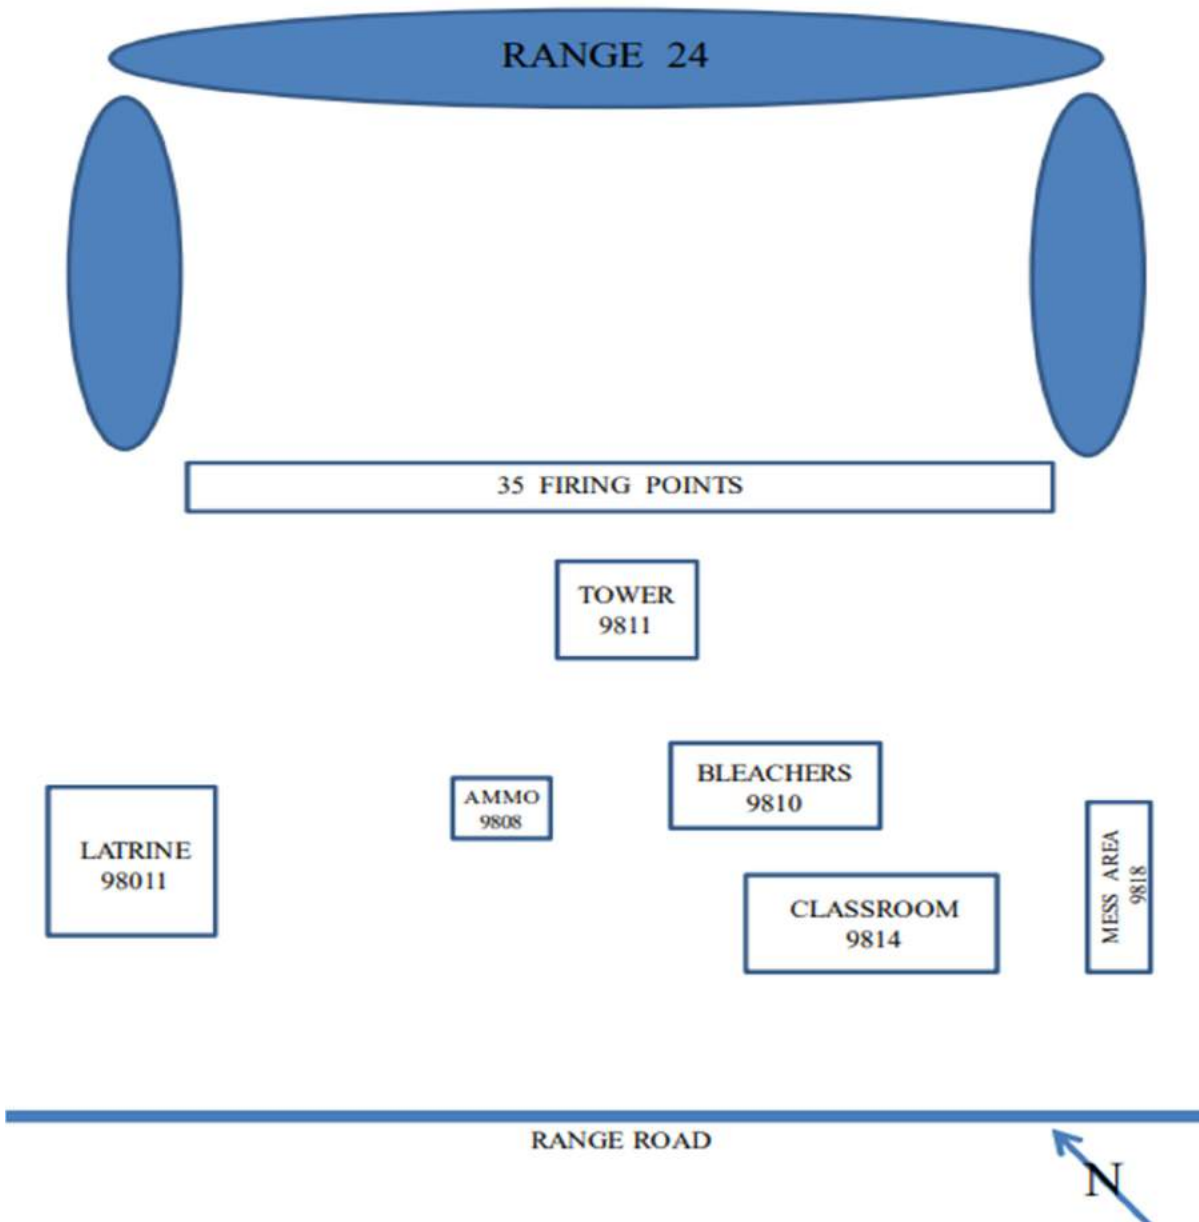 RANGE 24
35 FIRING POINTS
TOWER
9811
BLEACHERS
9810
AMMO
9808
LATRINE
98011
CLASSROOM
9814
MESS AREA
9818
RANGE ROAD
N